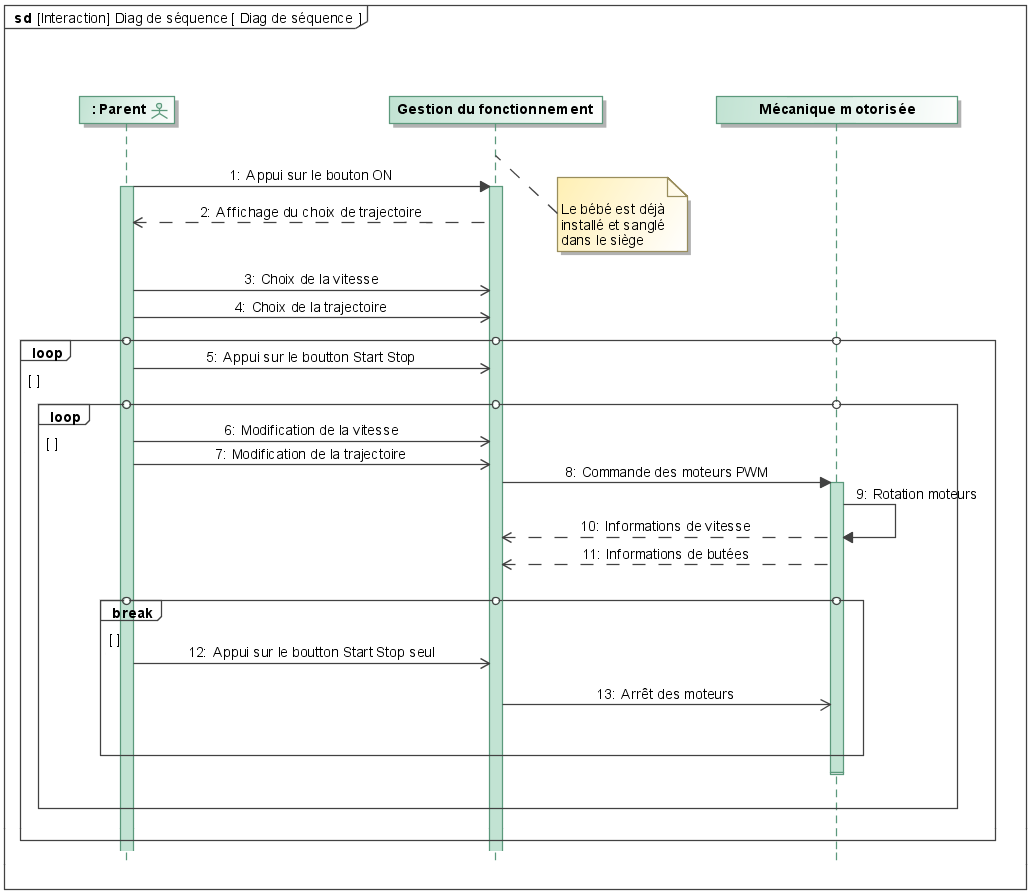 sd [Interaction] Diag de séquence [ Diag de séquence ]
: Parent
Gestion du fonctionnement
Mécanique motorisée
1: Appui sur le bouton ON
Le bébé est déjà
installé et sanglé
dans le siège
2: Affichage du choix de trajectoire
3: Choix de la vitesse
4: Choix de la trajectoire
loop
[ ]
5: Appui sur le boutton Start Stop
loop
[ ]
6: Modification de la vitesse
7: Modification de la trajectoire
8: Commande des moteurs PWM
9: Rotation moteurs
10: Informations de vitesse
11: Informations de butées
break
[ ]
12: Appui sur le boutton Start Stop seul
13: Arrêt des moteurs